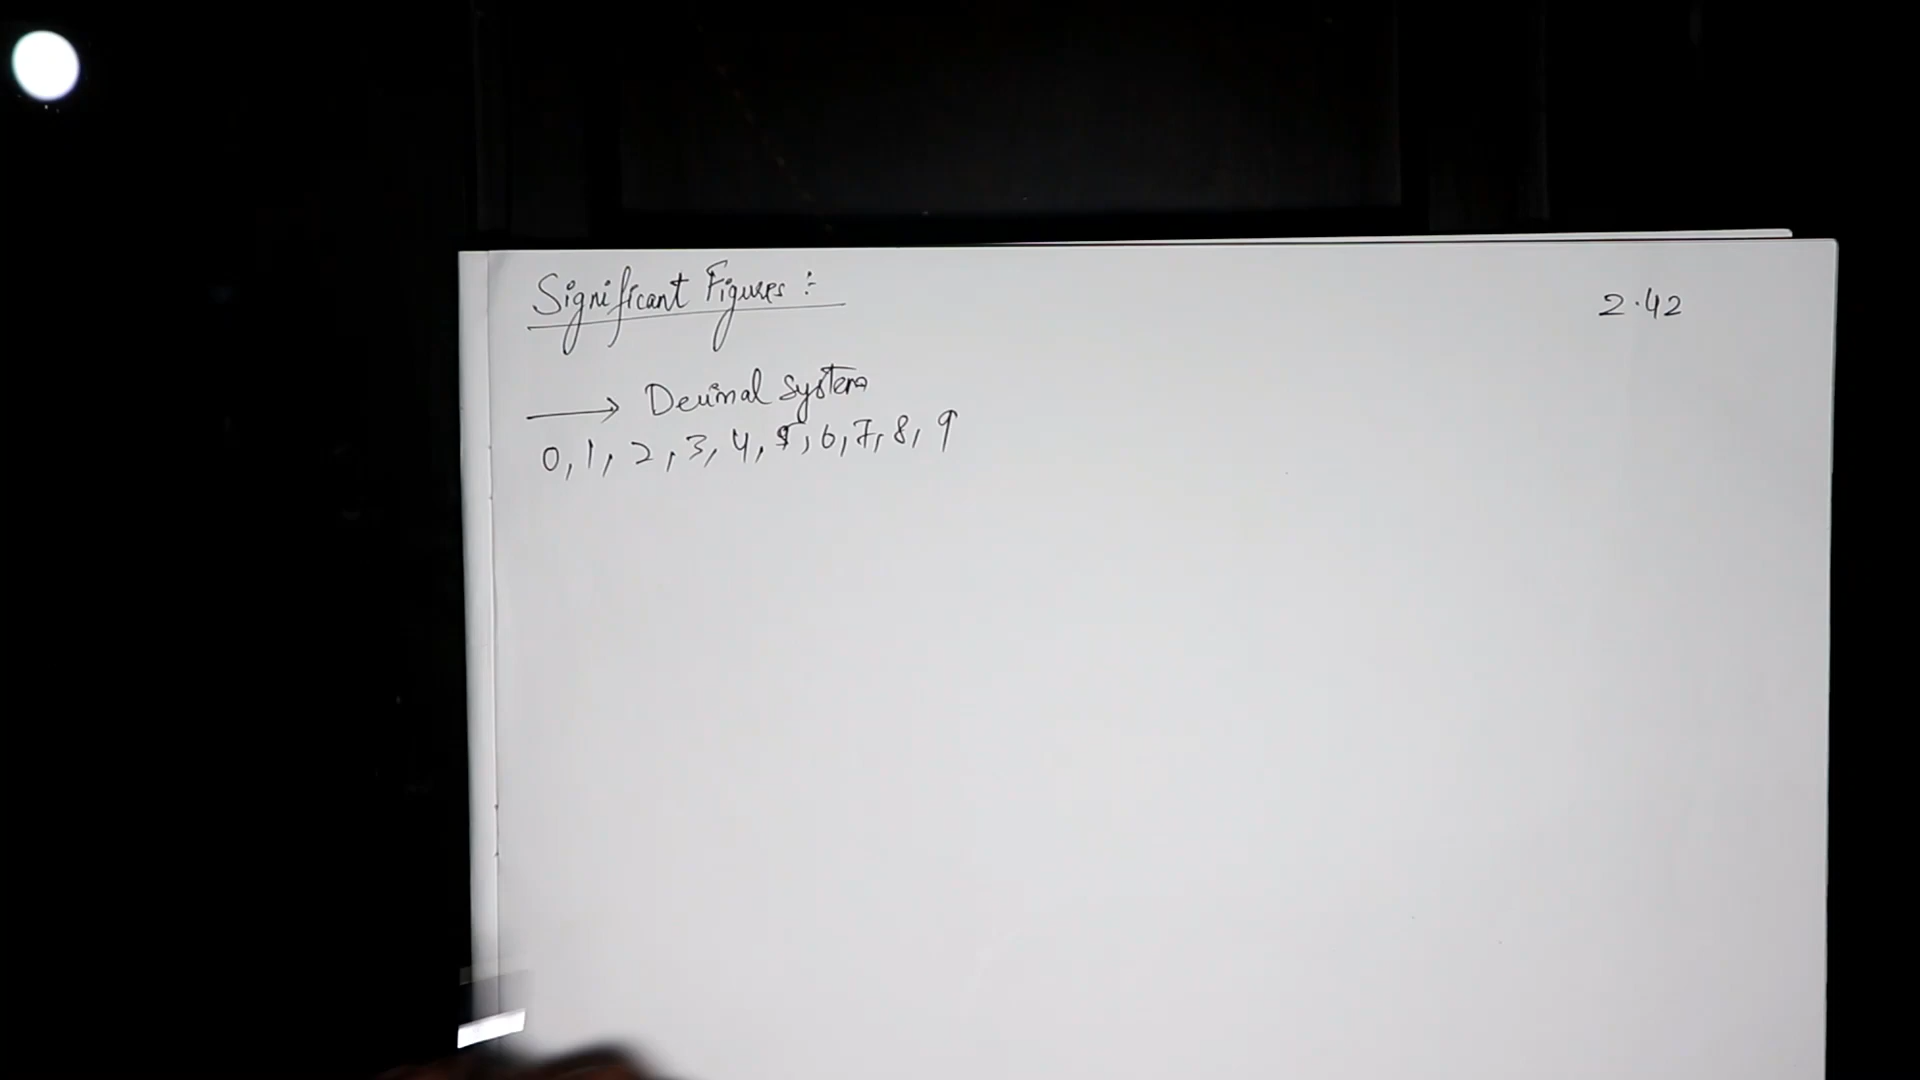 Significant Figures :-
2.42
→ Decimal System
0, 1, 2, 3, 4, 5, 6, 7, 8, 9